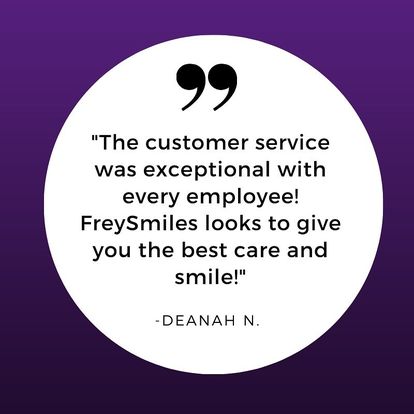 "The customer service
was exceptional with
every employee!
FreySmiles looks to give
you the best care and
smile!"
-DEANAH N.